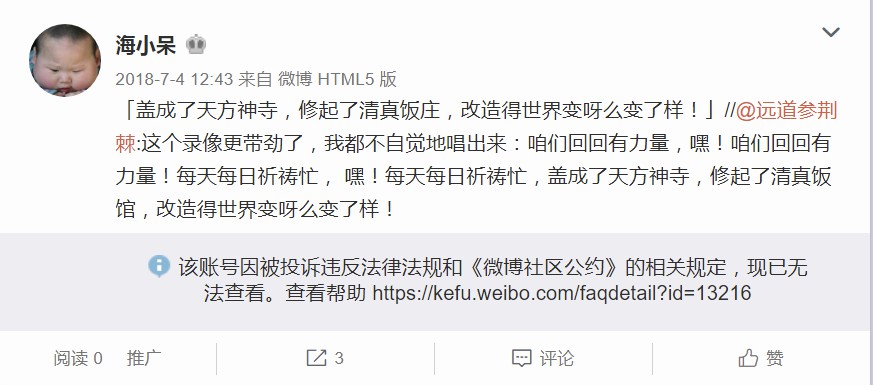 海小呆
2018-7-4 12:43 来自 微博 HTML5 版
「盖成了天方神寺，修起了清真饭庄，改造得世界变呀么变了样！」//@远道参荆
棘:这个录像更带劲了，我都不自觉地唱出来：咱们回回有力量，嘿！咱们回回有
力量！每天每日祈祷忙， 嘿！每天每日祈祷忙，盖成了天方神寺，修起了清真饭
馆，改造得世界变呀么变了样！
该账号因被投诉违反法律法规和《微博社区公约》的相关规定，现已无
法查看。查看帮助 https://kefu.weibo.com/faqdetail?id=13216
阅读 0 推广 3 评论 赞